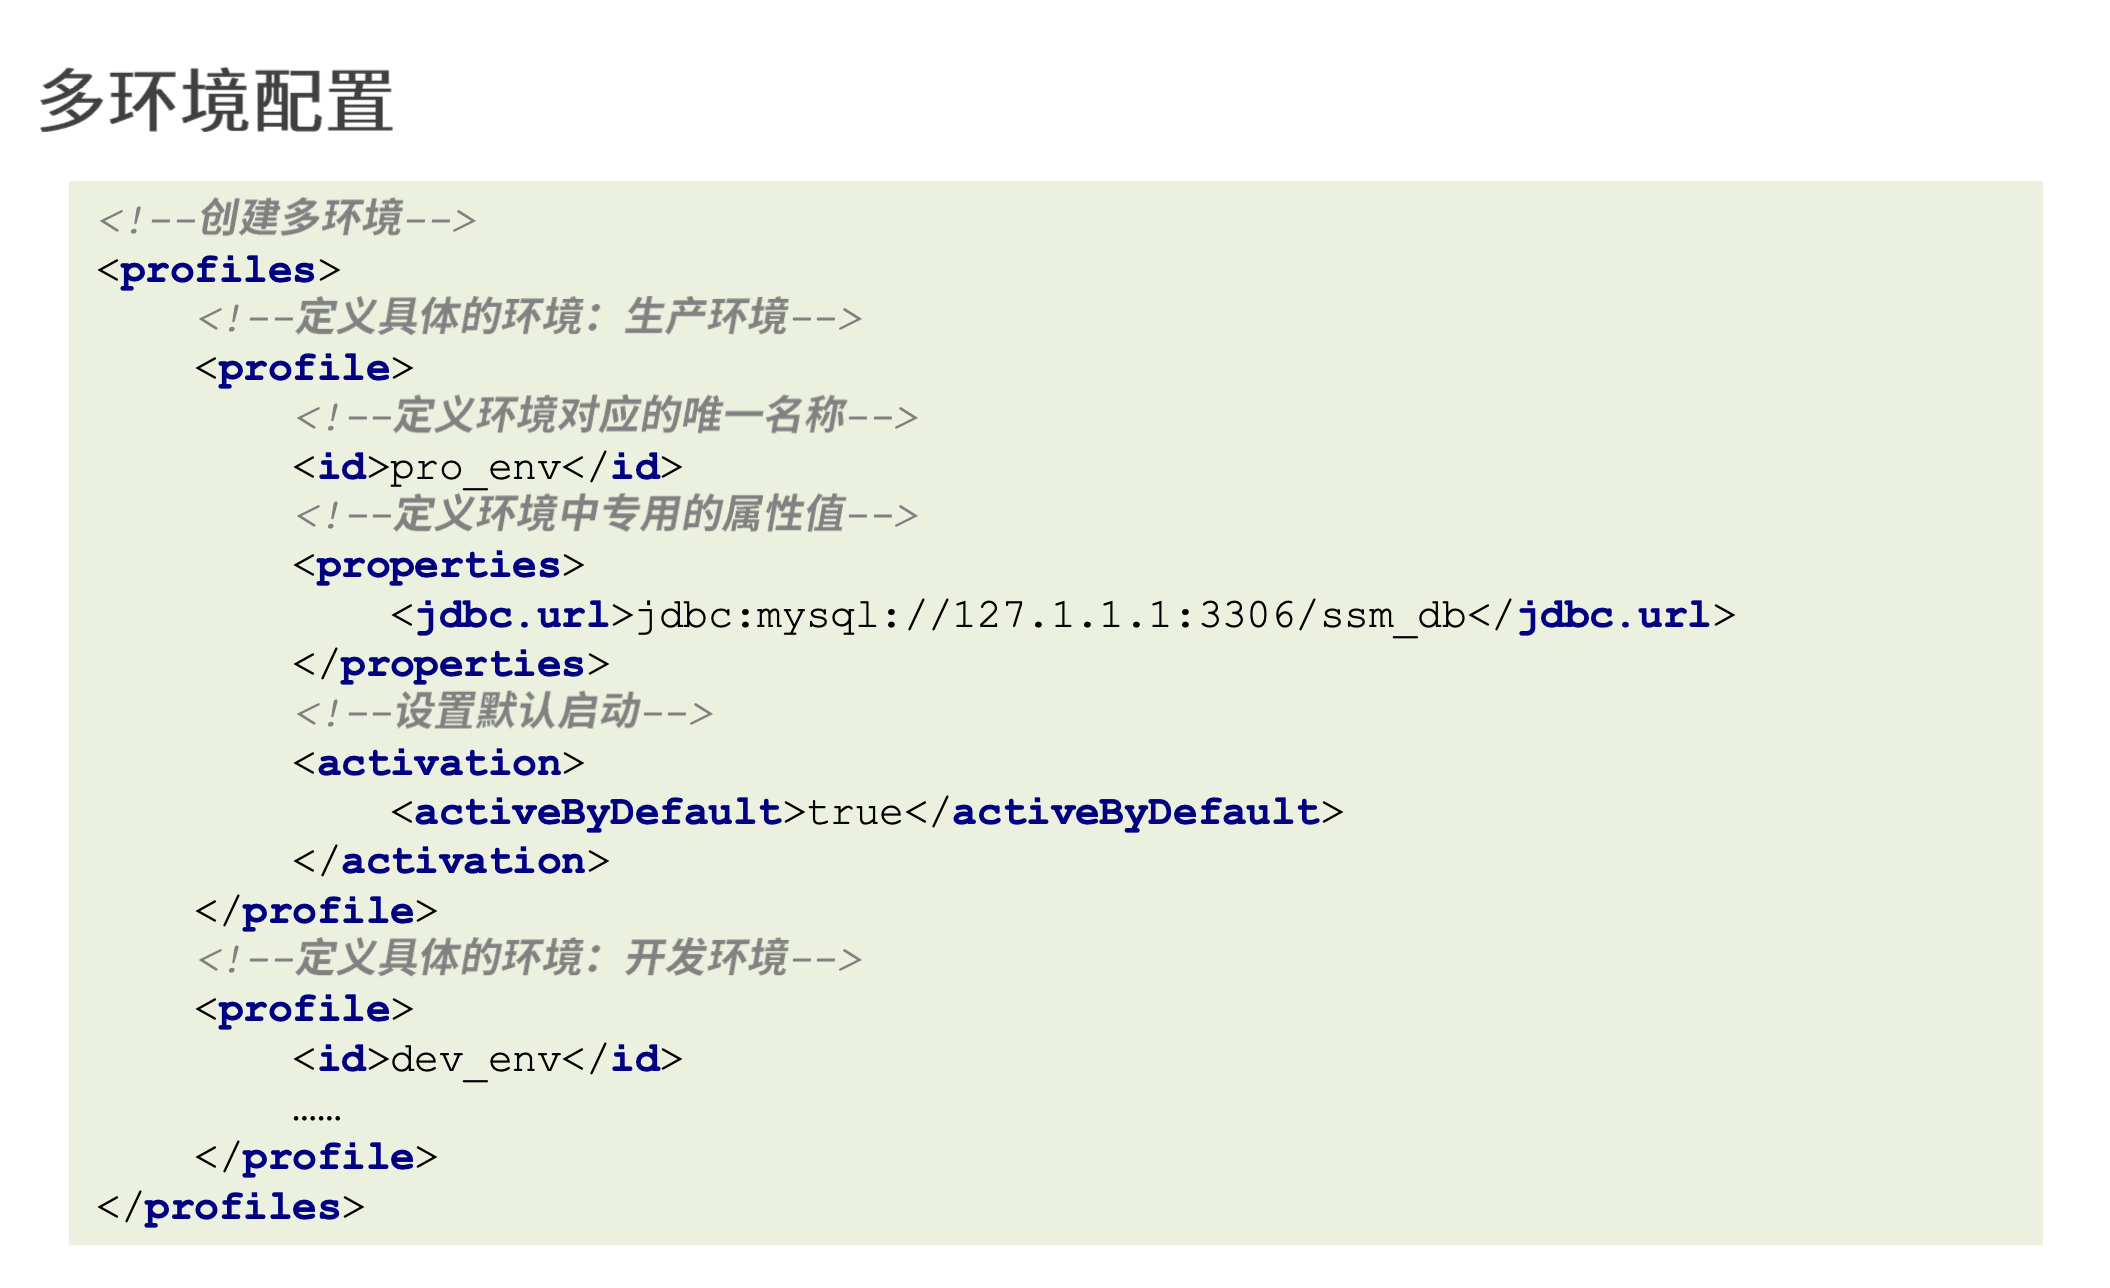 多环境配置
<!--创建多环境-->
<profiles>
    <!--定义具体的环境：生产环境-->
    <profile>
        <!--定义环境对应的唯一名称-->
        <id>pro_env</id>
        <!--定义环境中专用的属性值-->
        <properties>
            <jdbc.url>jdbc:mysql://127.1.1.1:3306/ssm_db</jdbc.url>
        </properties>
        <!--设置默认启动-->
        <activation>
            <activeByDefault>true</activeByDefault>
        </activation>
    </profile>
    <!--定义具体的环境：开发环境-->
    <profile>
        <id>dev_env</id>
        ……
    </profile>
</profiles>